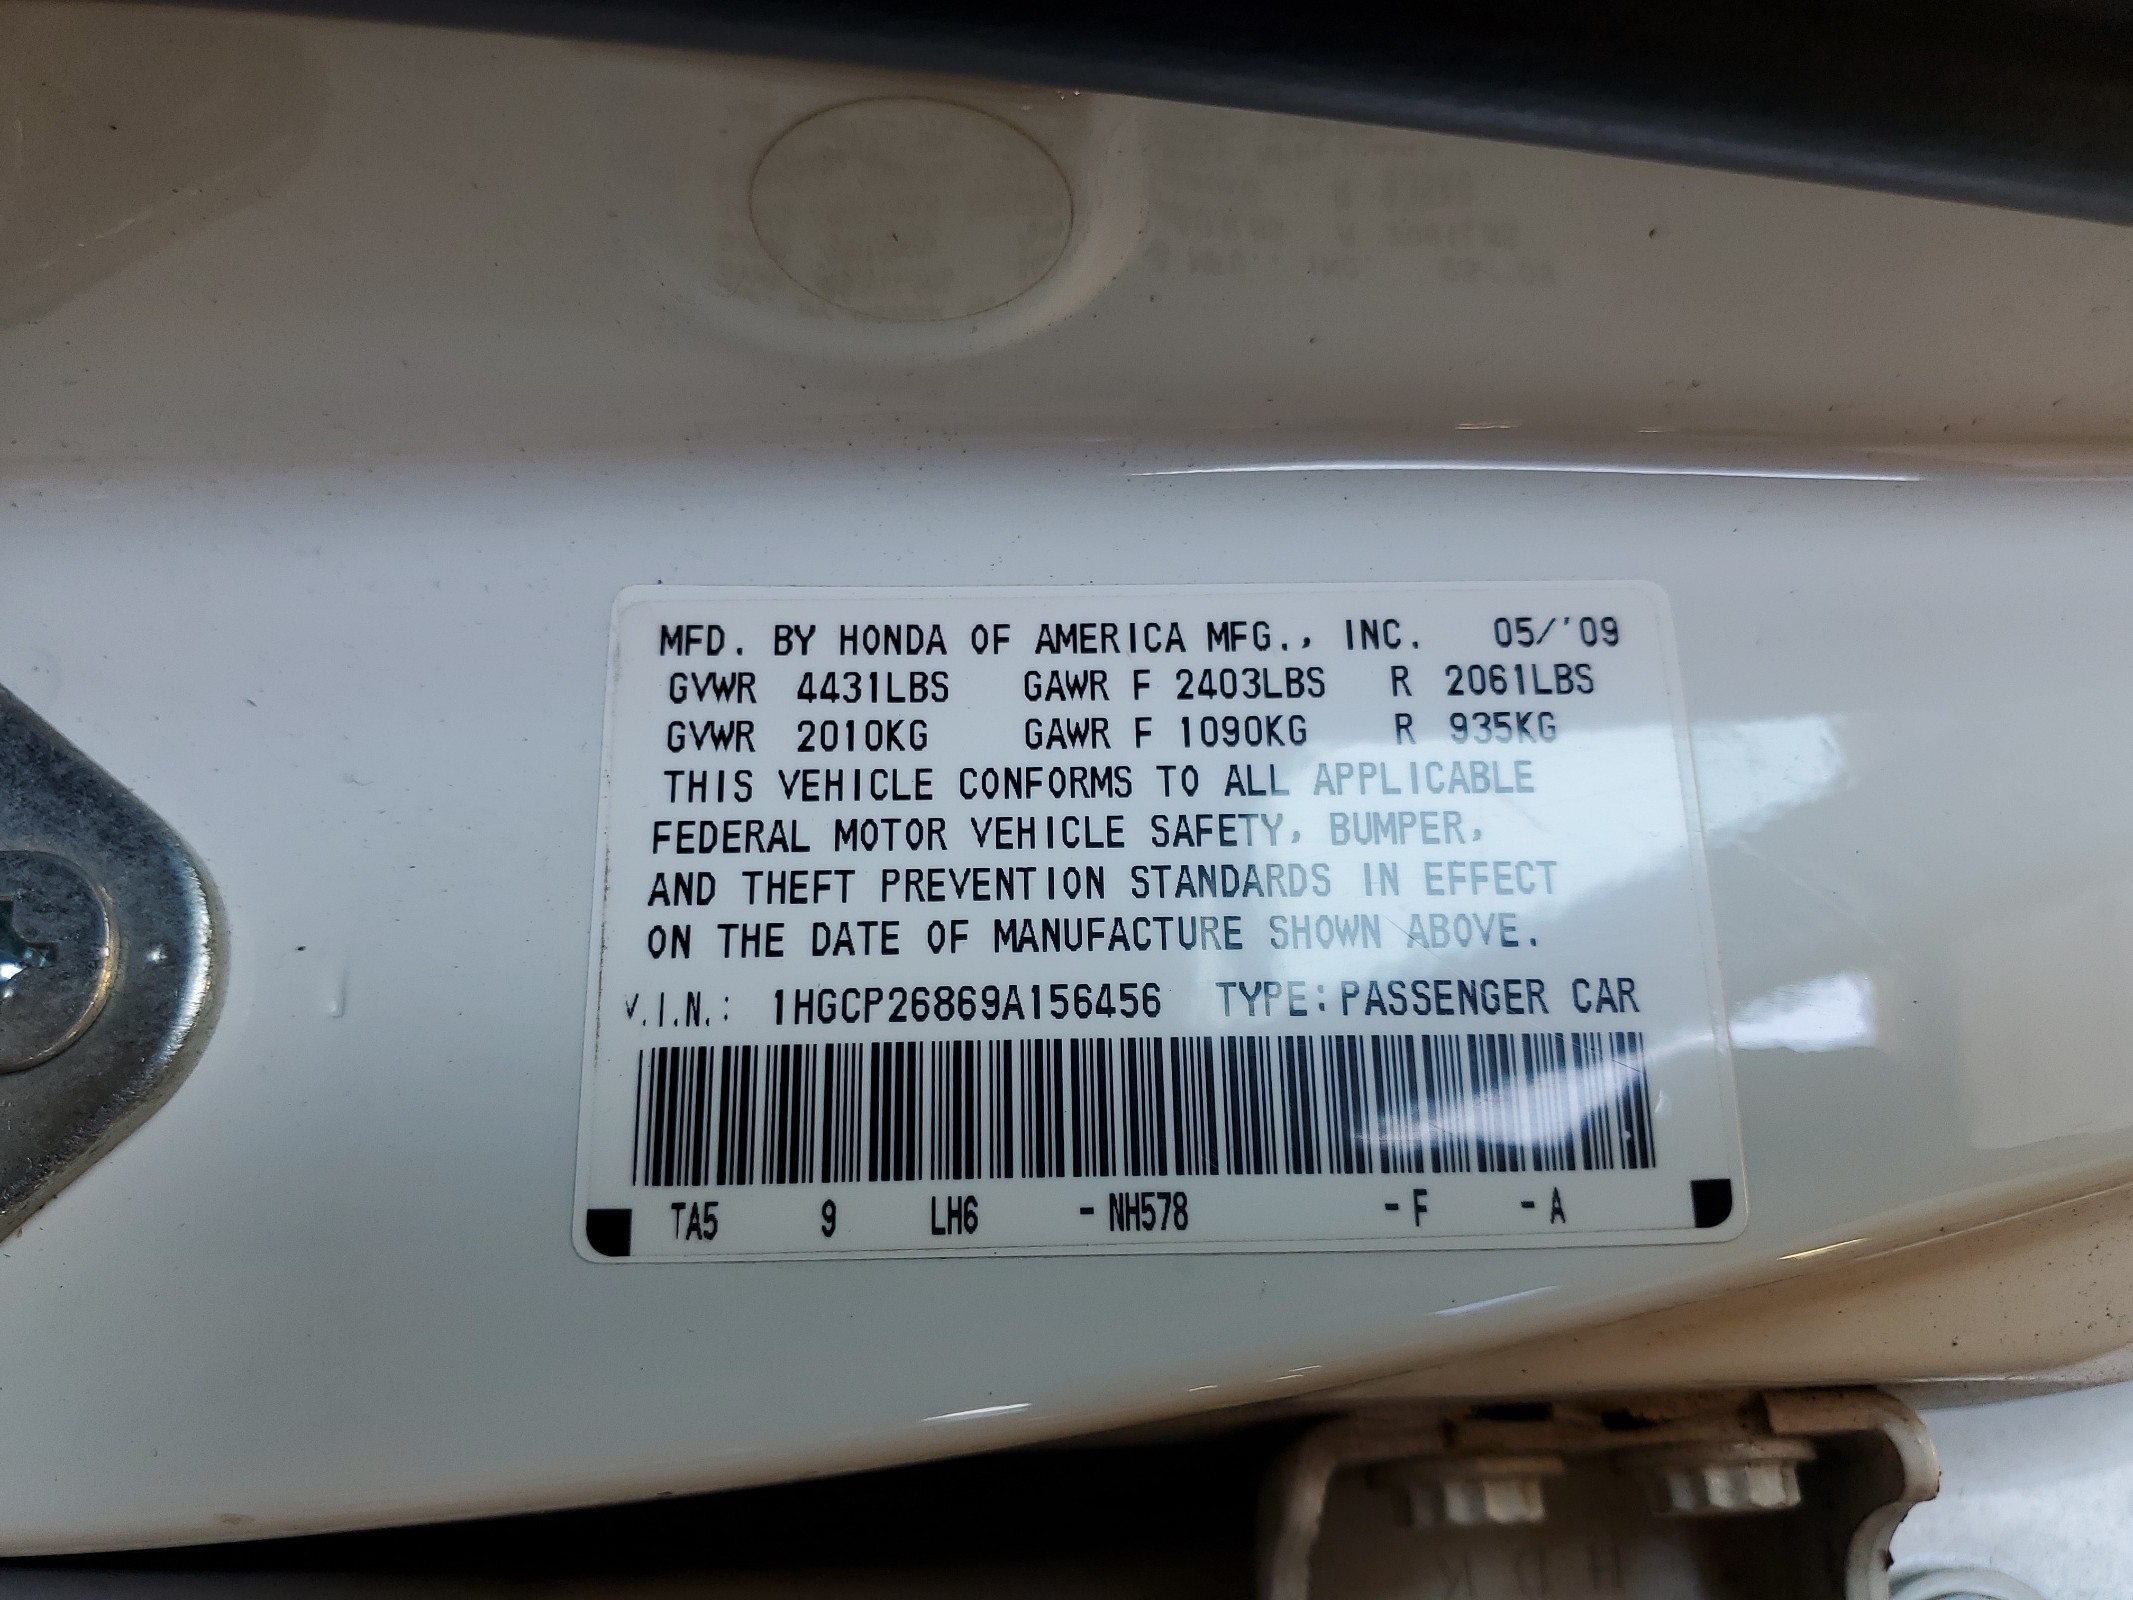 MFD. BY HONDA OF AMERICA MFG., INC. 05/'09
GVWR 4431LBS GAWR F 2403LBS R 2061LBS
GVWR 2010KG GAWR F 1090KG R 935KG
THIS VEHICLE CONFORMS TO ALL APPLICABLE
FEDERAL MOTOR VEHICLE SAFETY, BUMPER,
AND THEFT PREVENTION STANDARDS IN EFFECT
ON THE DATE OF MANUFACTURE SHOWN ABOVE.
V.I.N.: 1HGCP26869A156456 TYPE: PASSENGER CAR
TA5 9 LH6 - NH578 - F - A